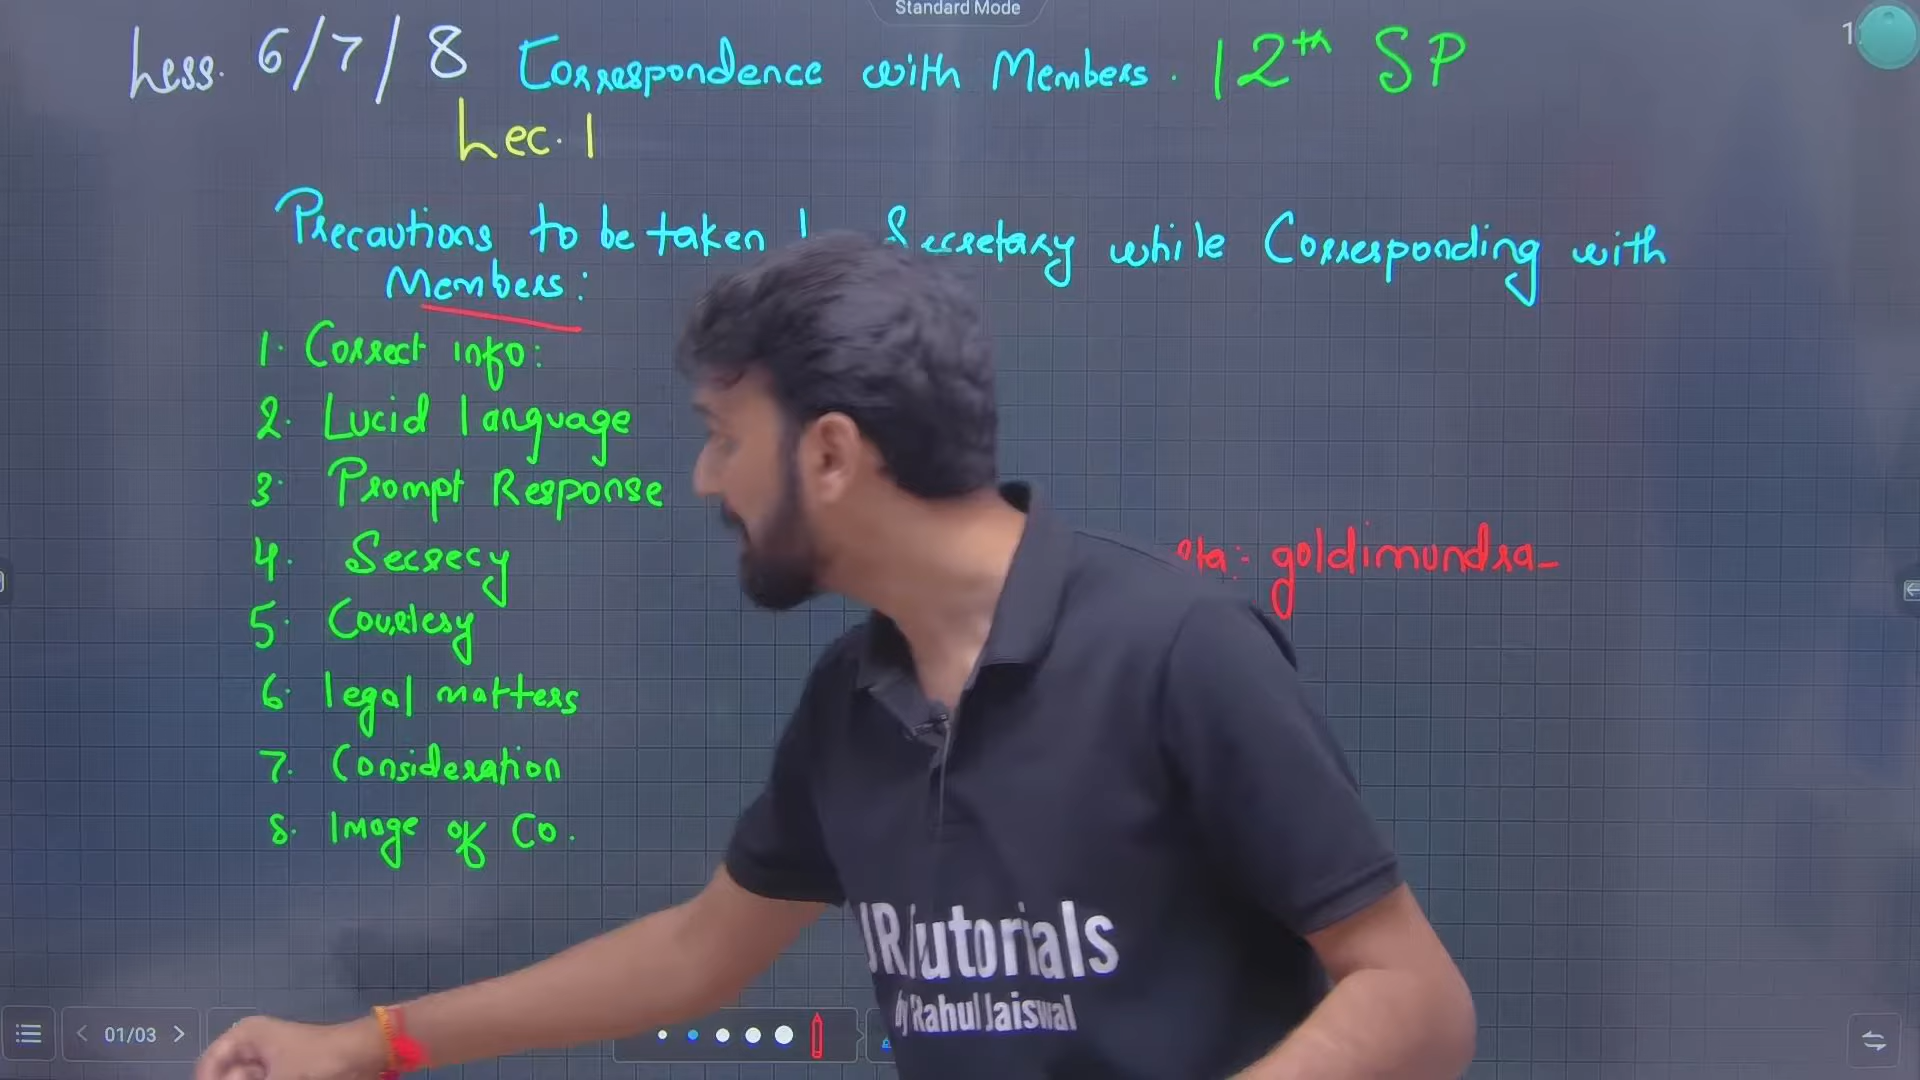 Standard Mode
Less. 6/7/8 Correspondence with Members. 12th SP
Lec. 1
Precautions to be taken Secretary while Corresponding with
Members:
1. Correct info:
2. Lucid language
3. Prompt Response
4. Secrecy
5. Courtesy
6. legal matters
7. Consideration
8. Image of Co.
goldimundra_
JR Tutorials
by Rahul Jaiswal
01/03